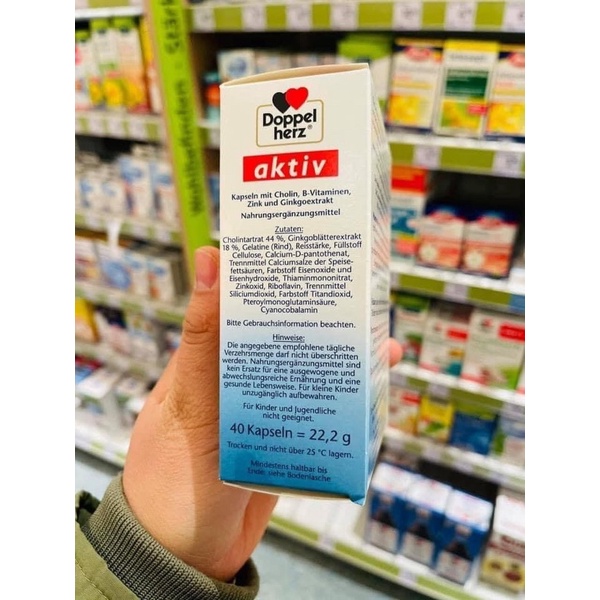 Doppel
herz®
aktiv
Kapseln mit Cholin, B-Vitaminen,
Zink und Ginkgoextrakt
Nahrungsergänzungsmittel
Zutaten:
Cholintartrat 44 %, Ginkgoblätterextrakt
18 %, Gelatine (Rind), Reisstärke, Füllstoff
Cellulose, Calcium-D-pantothenat,
Trennmittel Calciumsalze der Speise-
fettsäuren, Farbstoff Eisenoxide und
Eisenhydroxide, Thiaminmononitrat,
Zinkoxid, Riboflavin, Trennmittel
Siliciumdioxid, Farbstoff Titandioxid,
Pteroylmonoglutaminsäure,
Cyanocobalamin
Bitte Gebrauchsinformation beachten.
Hinweise:
Die angegebene empfohlene tägliche
Verzehrsmenge darf nicht überschritten
werden. Nahrungsergänzungsmittel sind
kein Ersatz für eine ausgewogene und
abwechslungsreiche Ernährung und eine
gesunde Lebensweise. Für kleine Kinder
unzugänglich aufbewahren.
Für Kinder und Jugendliche
nicht geeignet.
40 Kapseln = 22,2 g
Trocken und nicht über 25 °C lagern.
Mindestens haltbar bis
Ende: siehe Bodenlasche
Wohlbefinden - Stärk